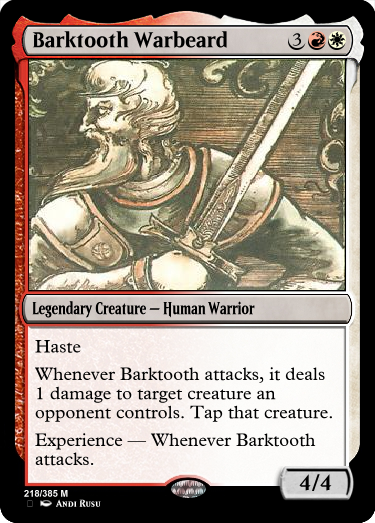 Barktooth Warbeard 3
Legendary Creature — Human Warrior
Haste
Whenever Barktooth attacks, it deals
1 damage to target creature an
opponent controls. Tap that creature.
Experience — Whenever Barktooth
attacks.
4/4
218/385 M
Andi Rusu